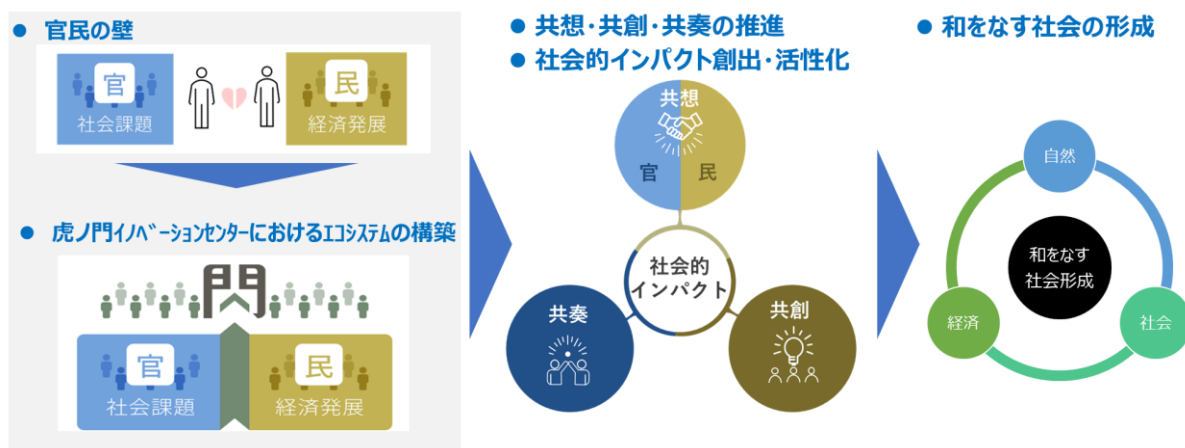 ● 官民の壁
官
社会課題
民
経済発展
● 虎ノ門ｲﾉﾍﾞｰｼｮﾝｾﾝﾀｰにおけるｴｺｼｽﾃﾑの構築
門
官
社会課題
民
経済発展
● 共想・共創・共奏の推進
● 社会的インパクト創出・活性化
共想
官 民
社会的
インパクト
共奏
共創
● 和をなす社会の形成
自然
和をなす
社会形成
経済
社会